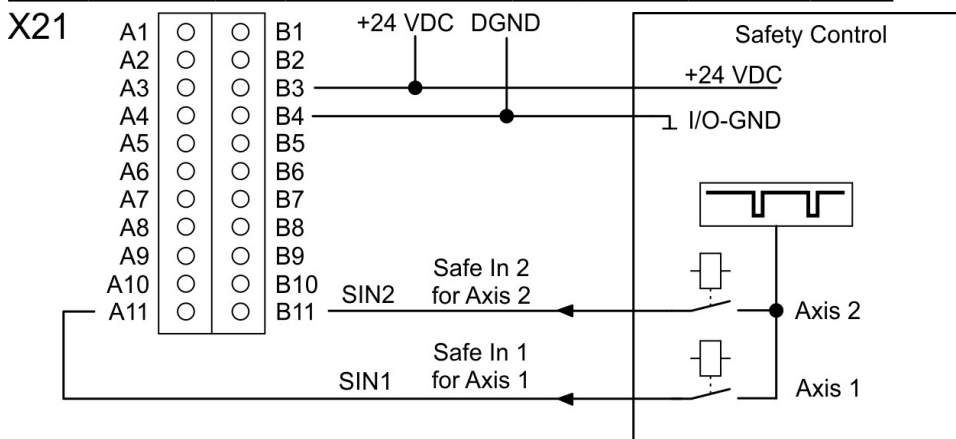 X21
+24 VDC DGND
Safety Control
A1 B1
A2 B2
A3 B3
+24 VDC
A4 B4
I/O-GND
A5 B5
A6 B6
A7 B7
A8 B8
A9 B9
A10 B10
A11 B11
SIN2
Safe In 2
for Axis 2
Axis 2
SIN1
Safe In 1
for Axis 1
Axis 1